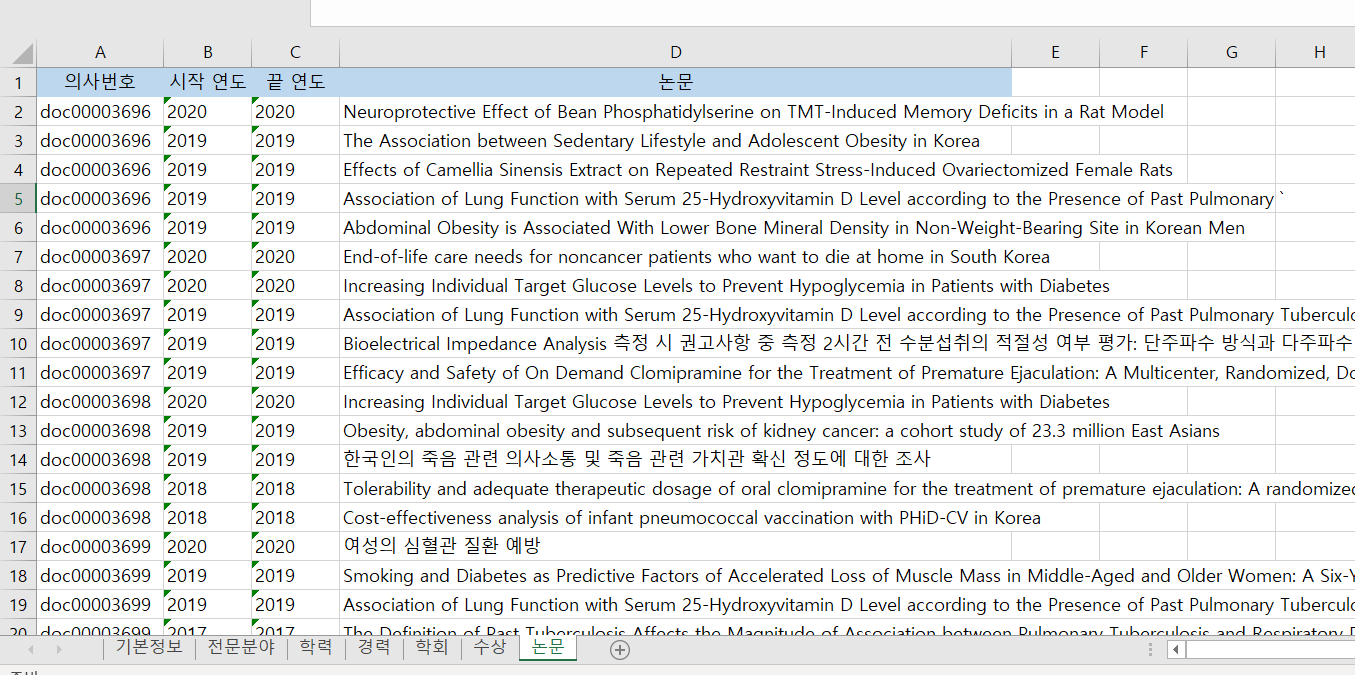 A B C D E F G H
1 의사번호 시작 연도 끝 연도 논문
2 doc00003696 2020 2020 Neuroprotective Effect of Bean Phosphatidylserine on TMT-Induced Memory Deficits in a Rat Model
3 doc00003696 2019 2019 The Association between Sedentary Lifestyle and Adolescent Obesity in Korea
4 doc00003696 2019 2019 Effects of Camellia Sinensis Extract on Repeated Restraint Stress-Induced Ovariectomized Female Rats
5 doc00003696 2019 2019 Association of Lung Function with Serum 25-Hydroxyvitamin D Level according to the Presence of Past Pulmonary `
6 doc00003696 2019 2019 Abdominal Obesity is Associated With Lower Bone Mineral Density in Non-Weight-Bearing Site in Korean Men
7 doc00003697 2020 2020 End-of-life care needs for noncancer patients who want to die at home in South Korea
8 doc00003697 2020 2020 Increasing Individual Target Glucose Levels to Prevent Hypoglycemia in Patients with Diabetes
9 doc00003697 2019 2019 Association of Lung Function with Serum 25-Hydroxyvitamin D Level according to the Presence of Past Pulmonary Tuberculo
10 doc00003697 2019 2019 Bioelectrical Impedance Analysis 측정 시 권고사항 중 측정 2시간 전 수분섭취의 적절성 여부 평가: 단주파수 방식과 다주파수
11 doc00003697 2019 2019 Efficacy and Safety of On Demand Clomipramine for the Treatment of Premature Ejaculation: A Multicenter, Randomized, Do
12 doc00003698 2020 2020 Increasing Individual Target Glucose Levels to Prevent Hypoglycemia in Patients with Diabetes
13 doc00003698 2019 2019 Obesity, abdominal obesity and subsequent risk of kidney cancer: a cohort study of 23.3 million East Asians
14 doc00003698 2019 2019 한국인의 죽음 관련 의사소통 및 죽음 관련 가치관 확신 정도에 대한 조사
15 doc00003698 2018 2018 Tolerability and adequate therapeutic dosage of oral clomipramine for the treatment of premature ejaculation: A randomized
16 doc00003698 2018 2018 Cost-effectiveness analysis of infant pneumococcal vaccination with PHiD-CV in Korea
17 doc00003699 2020 2020 여성의 심혈관 질환 예방
18 doc00003699 2019 2019 Smoking and Diabetes as Predictive Factors of Accelerated Loss of Muscle Mass in Middle-Aged and Older Women: A Six-Y
19 doc00003699 2019 2019 Association of Lung Function with Serum 25-Hydroxyvitamin D Level according to the Presence of Past Pulmonary Tuberculo
20 doc00003699 2017 2017 The Definition of Past Tuberculosis Affects the Magnitude of Association between Pulmonary Tuberculosis and Respiratory D
기본정보 전문분야 학력 경력 학회 수상 논문